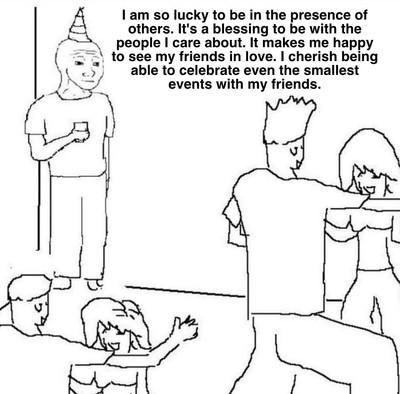 I am so lucky to be in the presence of
others. It's a blessing to be with the
people I care about. It makes me happy
to see my friends in love. I cherish being
able to celebrate even the smallest
events with my friends.